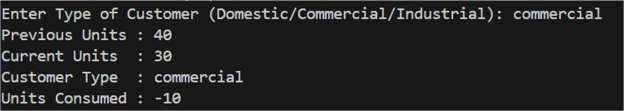 Enter Type of Customer (Domestic/Commercial/Industrial): commercial
Previous Units : 40
Current Units  : 30
Customer Type  : commercial
Units Consumed : -10